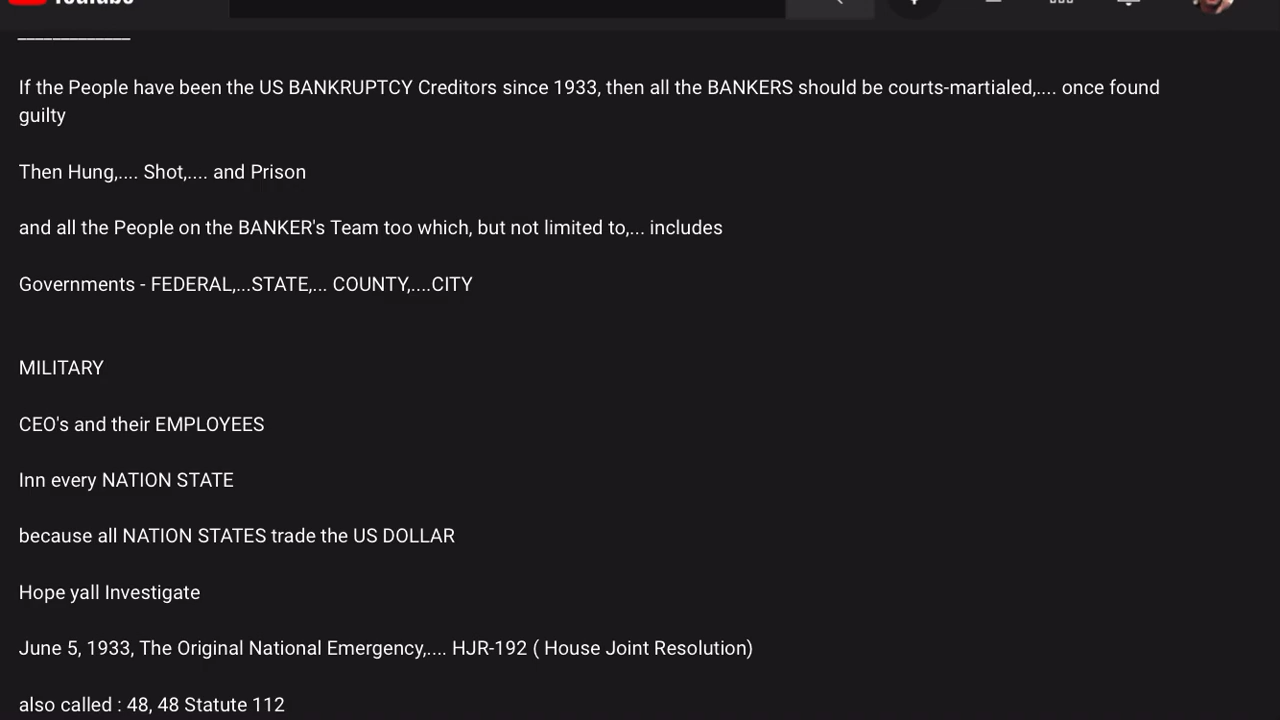 YouTube
If the People have been the US BANKRUPTCY Creditors since 1933, then all the BANKERS should be courts-martialed,.... once found
guilty
Then Hung,.... Shot,.... and Prison
and all the People on the BANKER's Team too which, but not limited to,... includes
Governments - FEDERAL,...STATE,... COUNTY,....CITY
MILITARY
CEO's and their EMPLOYEES
Inn every NATION STATE
because all NATION STATES trade the US DOLLAR
Hope yall Investigate
June 5, 1933, The Original National Emergency,.... HJR-192 ( House Joint Resolution)
also called : 48, 48 Statute 112